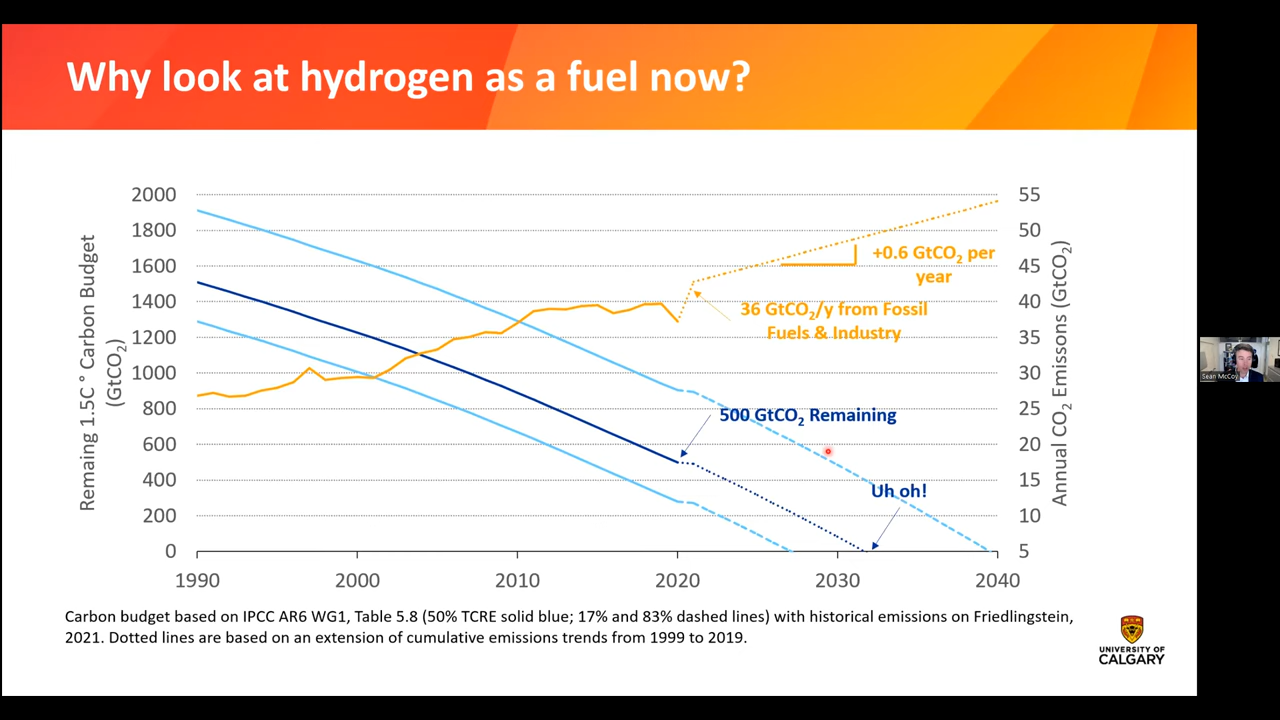 Why look at hydrogen as a fuel now?
Remaing 1.5C ° Carbon Budget
(GtCO2)
2000
1800
1600
1400
1200
1000
800
600
400
200
0
1990
2000
2010
2020
2030
2040
55
50
45
40
35
30
25
20
15
10
5
Annual CO2 Emissons (GtCO2)
+0.6 GtCO2 per
year
36 GtCO2/y from Fossil
Fuels & Industry
500 GtCO2 Remaining
Uh oh!
Carbon budget based on IPCC AR6 WG1, Table 5.8 (50% TCRE solid blue; 17% and 83% dashed lines) with historical emissions on Friedlingstein,
2021. Dotted lines are based on an extension of cumulative emissions trends from 1999 to 2019.
UNIVERSITY OF
CALGARY
Sean McCoy